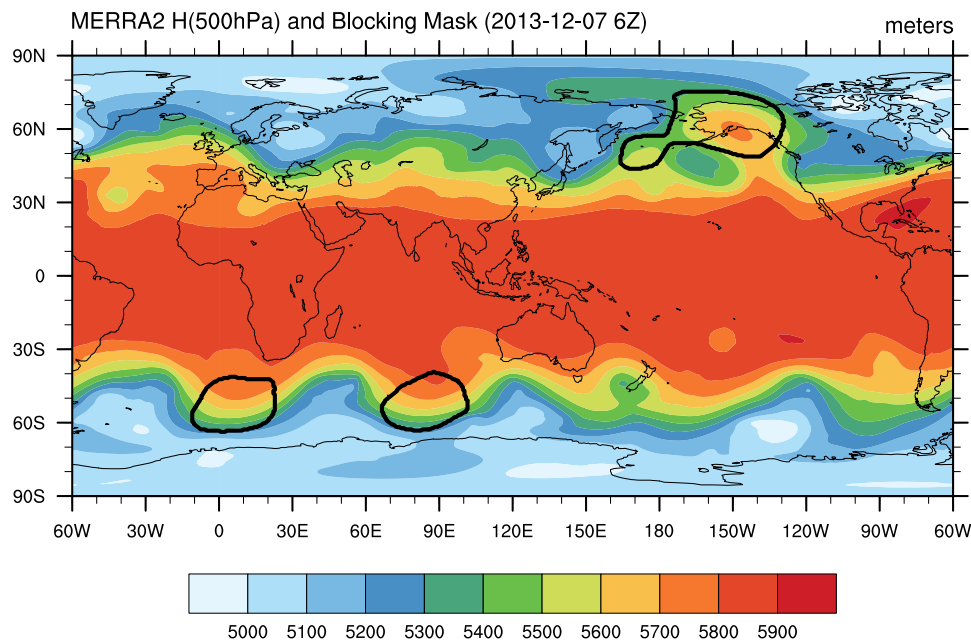 MERRA2 H(500hPa) and Blocking Mask (2013-12-07 6Z) meters
90N
60N
30N
0
30S
60S
90S
60W 30W 0 30E 60E 90E 120E 150E 180 150W 120W 90W 60W
5000 5100 5200 5300 5400 5500 5600 5700 5800 5900